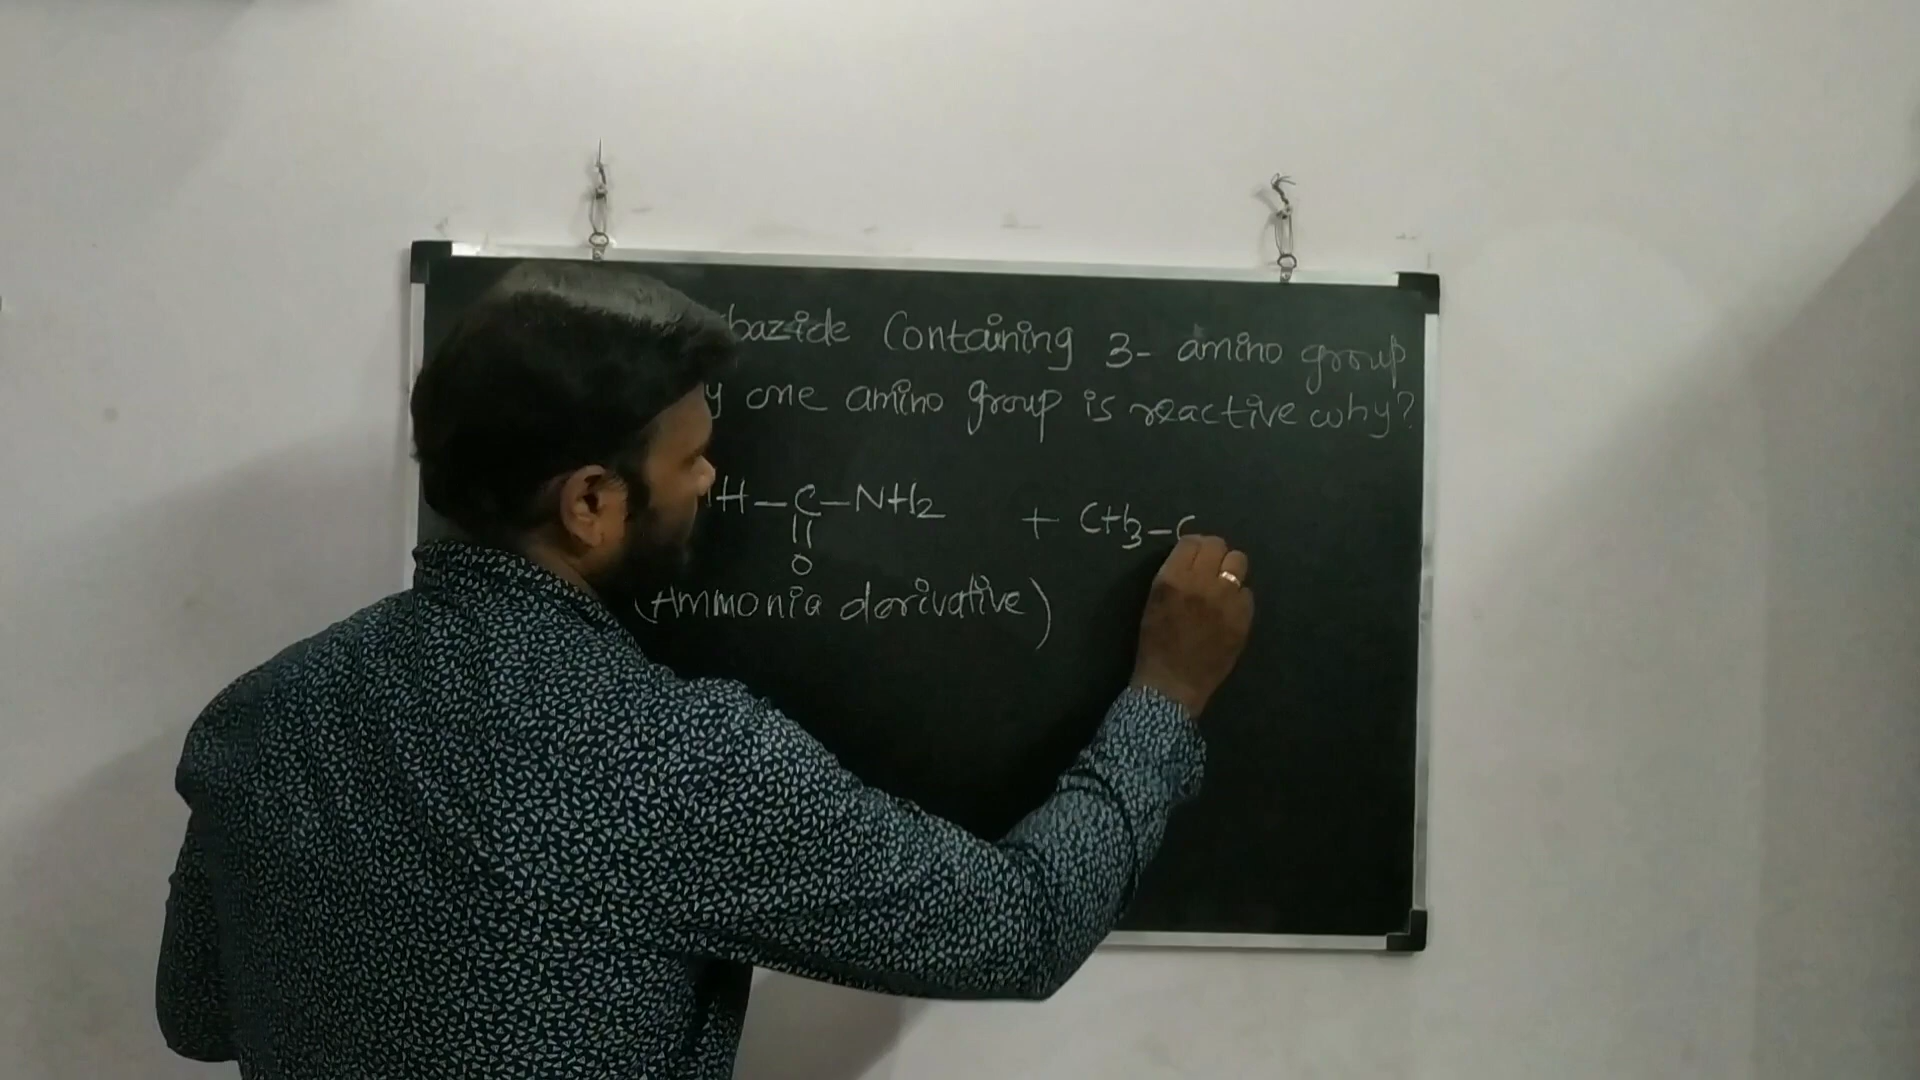 bazide Containing 3- amino group
y one amino group is reactive why?
H-C-NH2 + CH3-C
||
O
(Ammonia derivative)